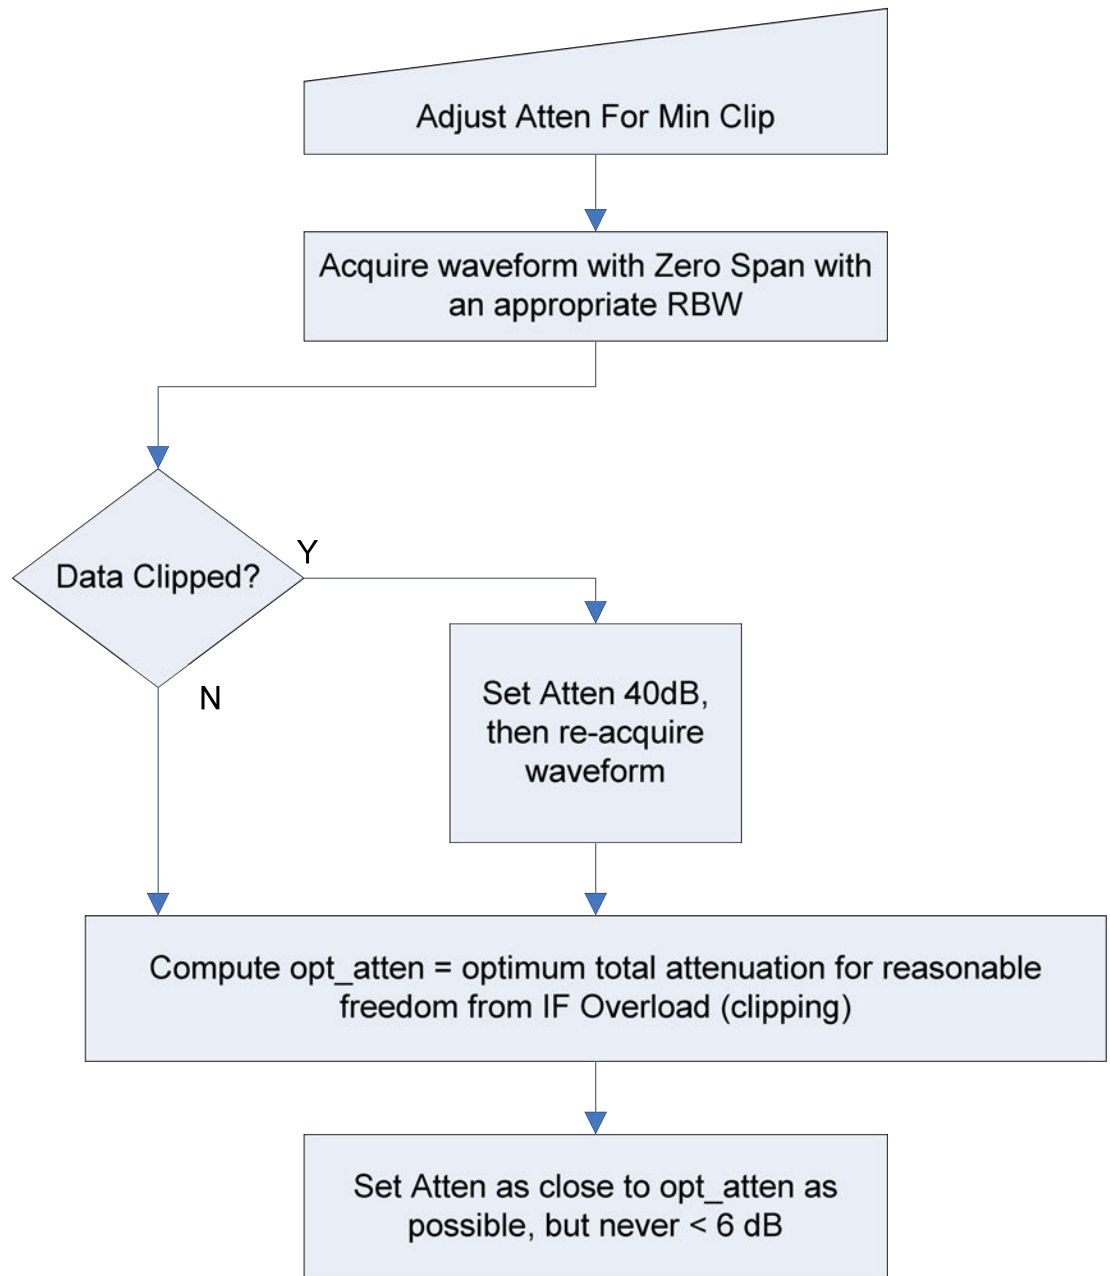 Adjust Atten For Min Clip
Acquire waveform with Zero Span with
an appropriate RBW
Data Clipped?
Y
N
Set Atten 40dB,
then re-acquire
waveform
Compute opt_atten = optimum total attenuation for reasonable
freedom from IF Overload (clipping)
Set Atten as close to opt_atten as
possible, but never < 6 dB